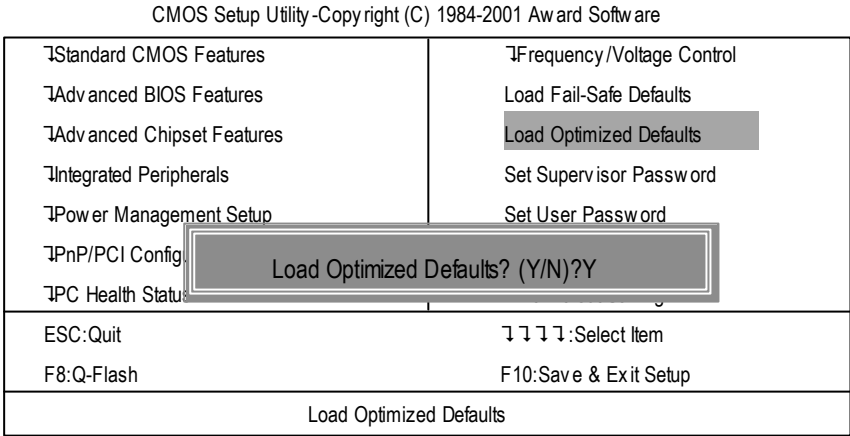 CMOS Setup Utility-Copyright (C) 1984-2001 Award Software
Standard CMOS Features
Advanced BIOS Features
Advanced Chipset Features
Integrated Peripherals
Power Management Setup
PnP/PCI
PC Health
Frequency/Voltage Control
Load Fail-Safe Defaults
Load Optimized Defaults
Set Supervisor Password
Set User Password
Load Optimized Defaults? (Y/N)?Y
ESC:Quit
:Select Item
F8:Q-Flash
F10:Save & Exit Setup
Load Optimized Defaults